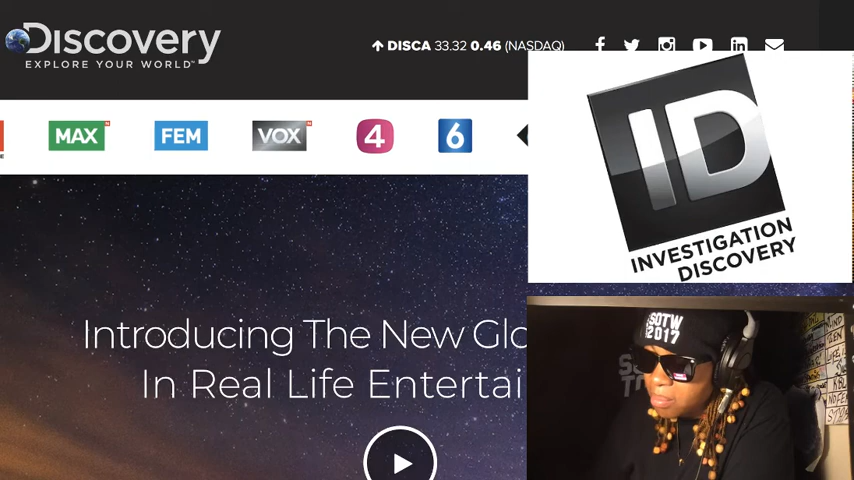 Discovery
EXPLORE YOUR WORLD™
DISCA 33.32 0.46 (NASDAQ)
MAX
FEM
VOX
4
6
ID
INVESTIGATION
DISCOVERY
Introducing The New Glo
In Real Life Entertai
SOTW
2017